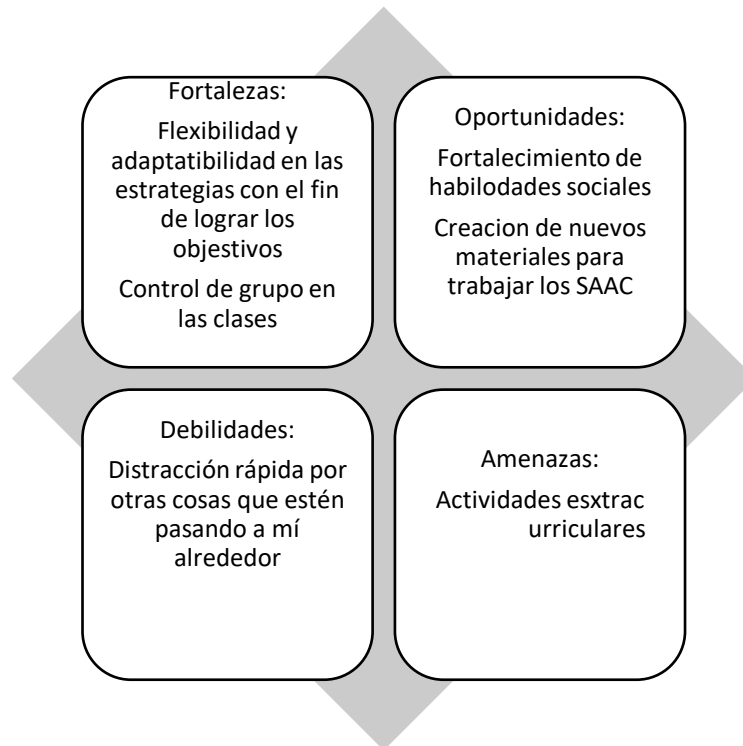 Fortalezas:
Flexibilidad y
adaptatibilidad en las
estrategias con el fin
de lograr los
objetivos
Control de grupo en
las clases
Oportunidades:
Fortalecimiento de
habilodades sociales
Creacion de nuevos
materiales para
trabajar los SAAC
Debilidades:
Distracción rápida por
otras cosas que estén
pasando a mí
alrededor
Amenazas:
Actividades esxtrac
urriculares